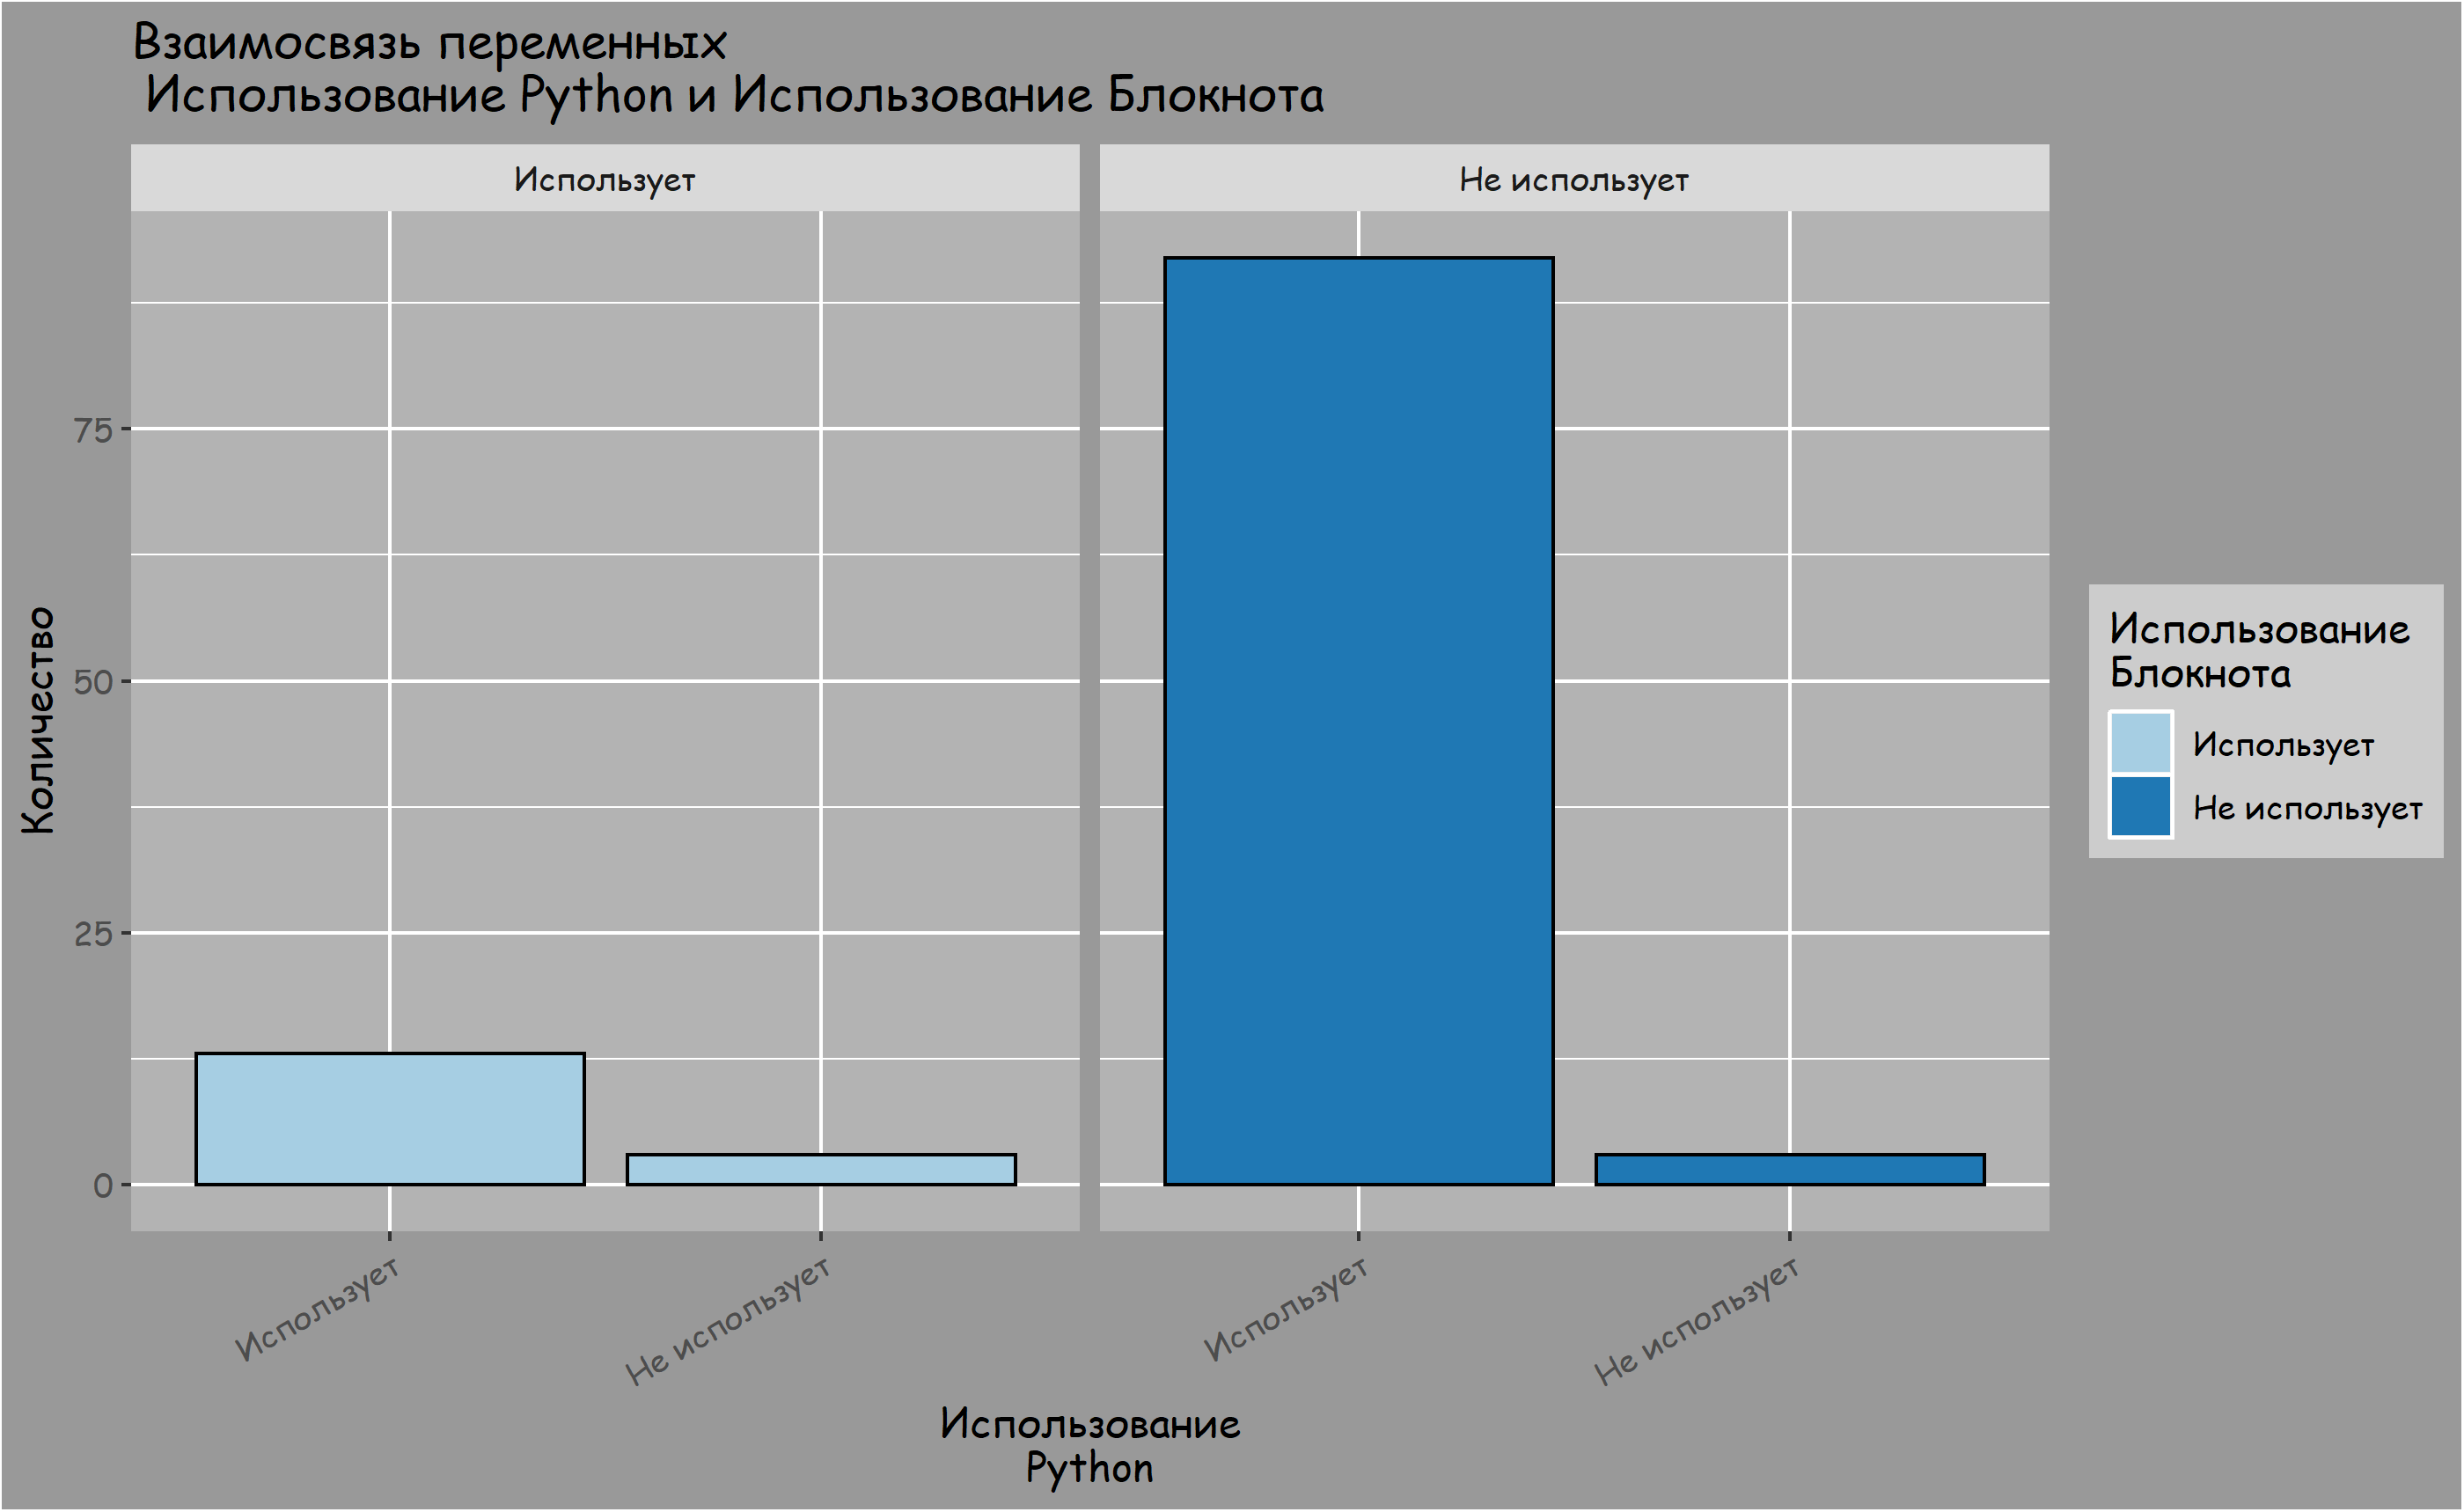 Взаимосвязь переменных
Использование Python и Использование Блокнота
Использует
Не использует
Количество
75
50
25
0
Использует
Не использует
Использует
Не использует
Использование
Python
Использование
Блокнота
Использует
Не использует